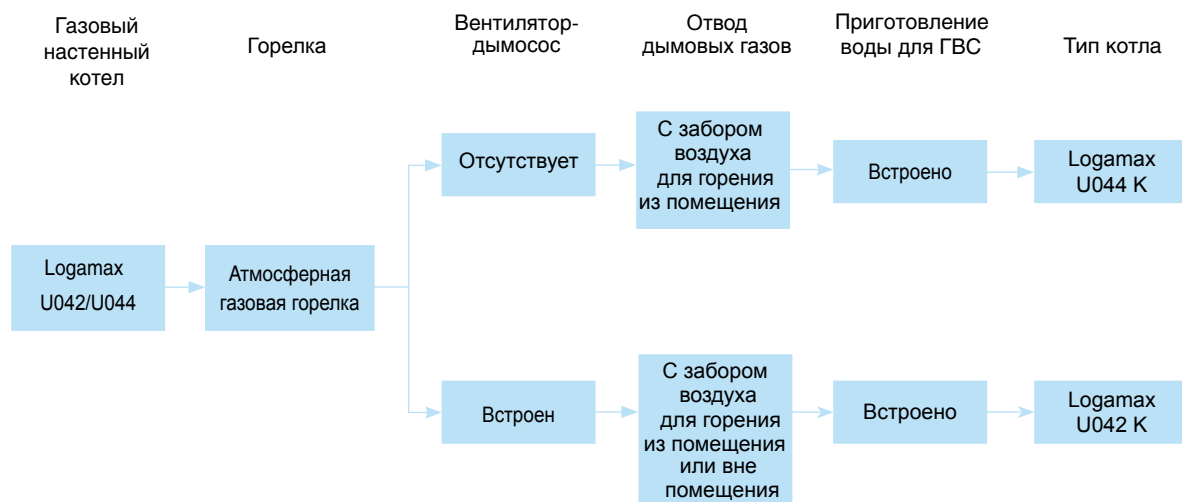 Газовый
настенный
котел
Горелка
Вентилятор-
дымосос
Отвод
дымовых газов
Приготовление
воды для ГВС
Тип котла
Отсутствует
С забором
воздуха
для горения
из помещения
Встроено
Logamax
U044 K
Logamax
U042/U044
Атмосферная
газовая горелка
Встроен
С забором
воздуха
для горения
из помещения
или вне
помещения
Встроено
Logamax
U042 K